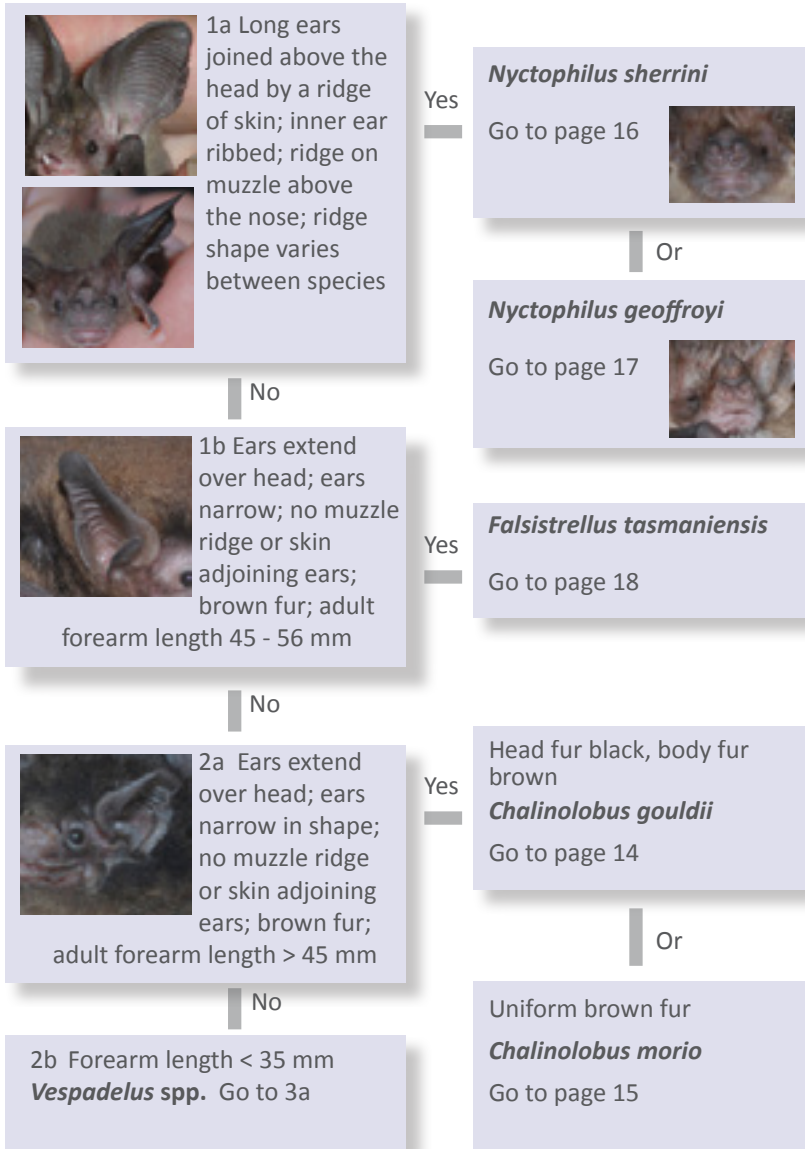 1a Long ears
joined above the
head by a ridge
of skin; inner ear
ribbed; ridge on
muzzle above
the nose; ridge
shape varies
between species
Yes
Nyctophilus sherrini
Go to page 16
Or
Nyctophilus geoffroyi
Go to page 17
No
1b Ears extend
over head; ears
narrow; no muzzle
ridge or skin
adjoining ears;
brown fur; adult
forearm length 45 - 56 mm
Yes
Falsistrellus tasmaniensis
Go to page 18
No
2a Ears extend
over head; ears
narrow in shape;
no muzzle ridge
or skin adjoining
ears; brown fur;
adult forearm length > 45 mm
Yes
Head fur black, body fur
brown
Chalinolobus gouldii
Go to page 14
Or
Uniform brown fur
Chalinolobus morio
Go to page 15
No
2b Forearm length < 35 mm
Vespadelus spp. Go to 3a